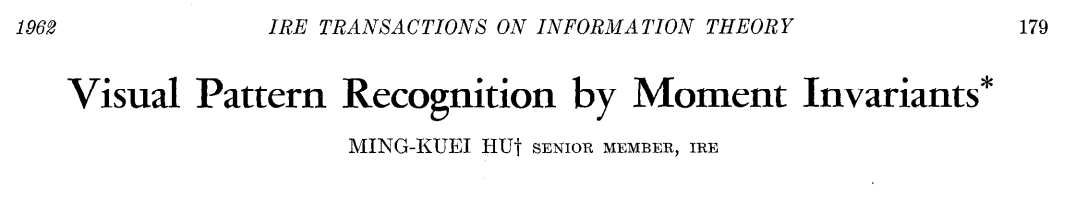 1962 IRE TRANSACTIONS ON INFORMATION THEORY 179
Visual Pattern Recognition by Moment Invariants*
MING-KUEI HU† SENIOR MEMBER, IRE